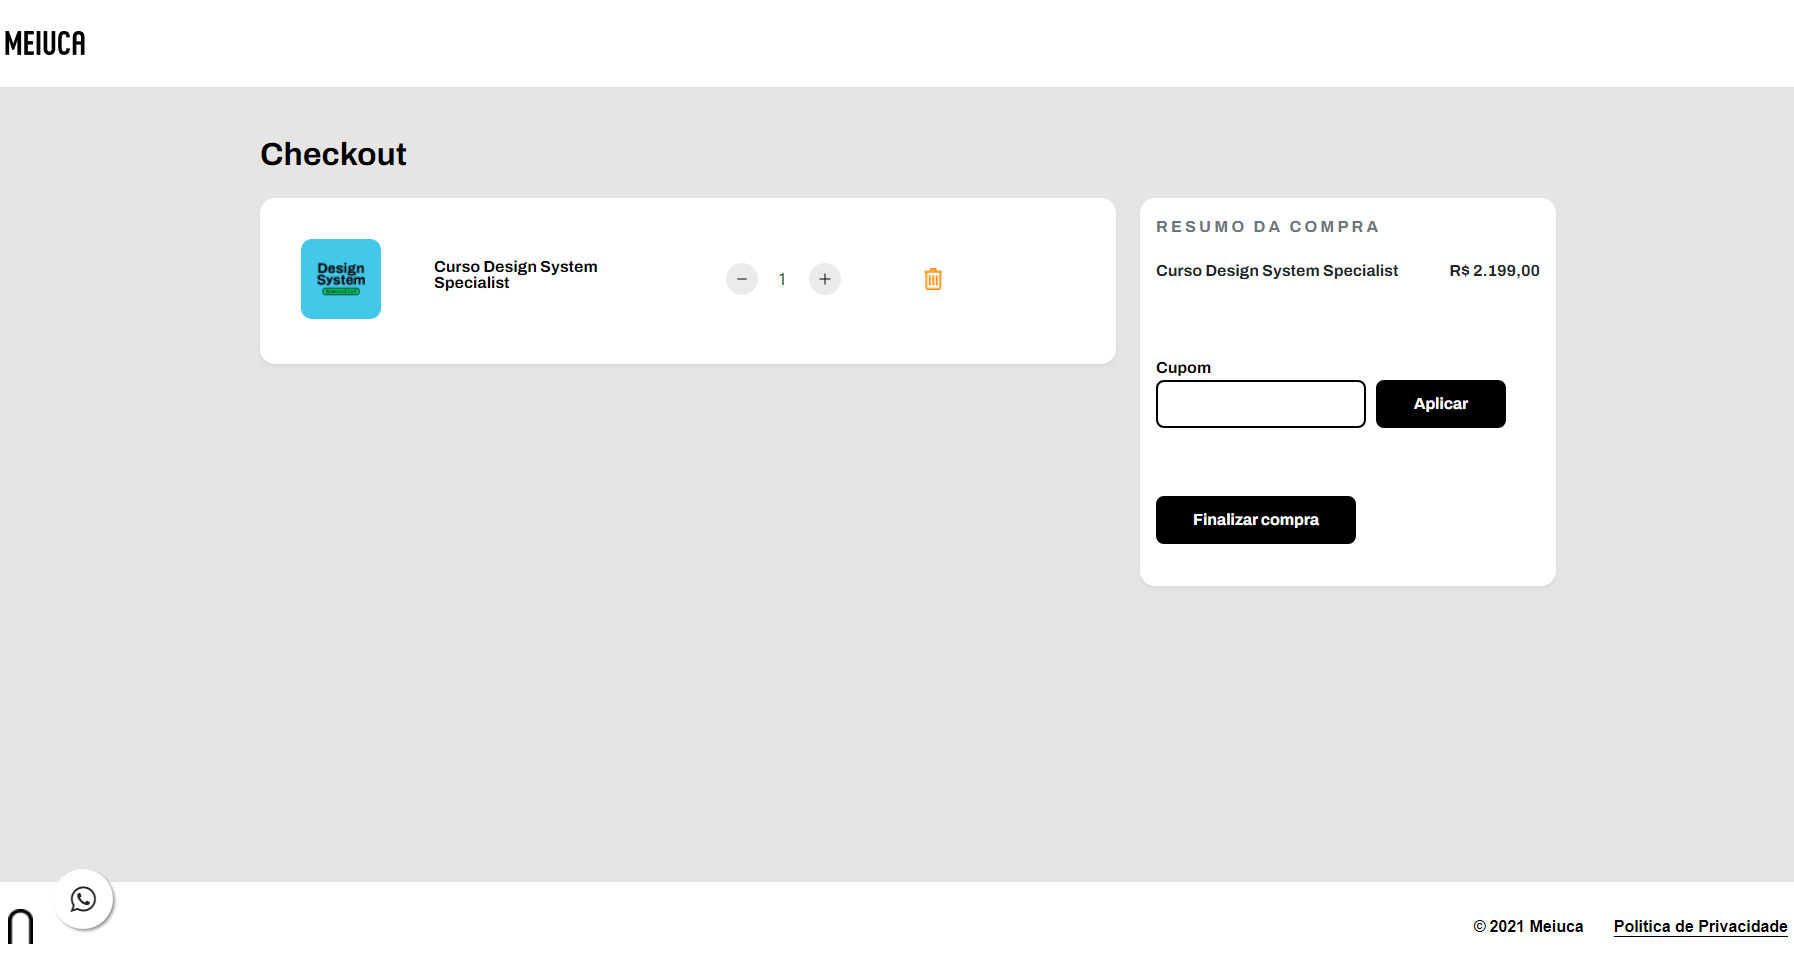 MEIUCA
Checkout
Design
System
Curso Design System
Specialist
− 1 +
RESUMO DA COMPRA
Curso Design System Specialist R$ 2.199,00
Cupom
Aplicar
Finalizar compra
© 2021 Meiuca Politica de Privacidade